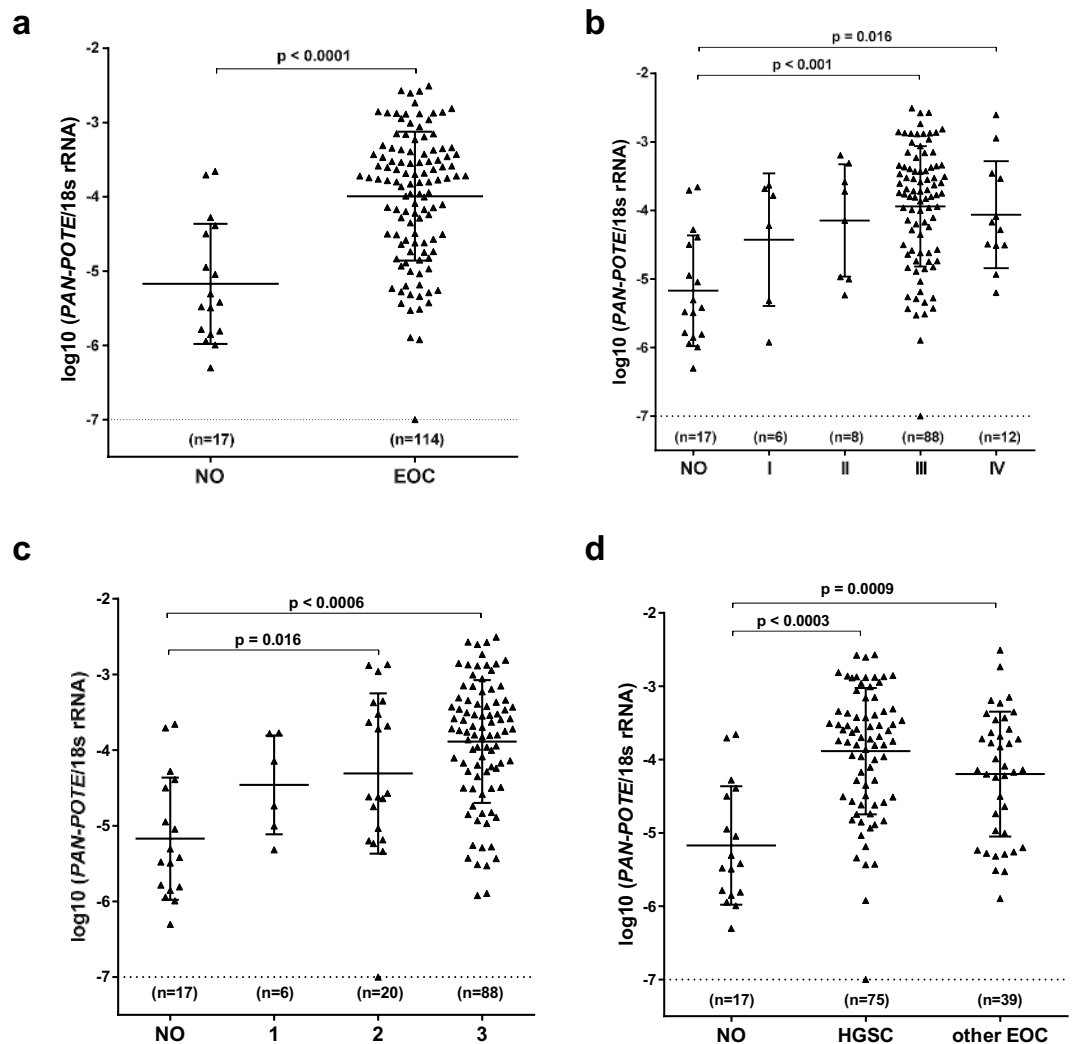 a
p < 0.0001
log10 (PAN-POTE/18s rRNA)
-2
-3
-4
-5
-6
-7
(n=17) (n=114)
NO EOC
b
p = 0.016
p < 0.001
log10 (PAN-POTE/18s rRNA)
-2
-3
-4
-5
-6
-7
(n=17) (n=6) (n=8) (n=88) (n=12)
NO I II III IV
c
p < 0.0006
p = 0.016
log10 (PAN-POTE/18s rRNA)
-2
-3
-4
-5
-6
-7
(n=17) (n=6) (n=20) (n=88)
NO 1 2 3
d
p = 0.0009
p < 0.0003
log10 (PAN-POTE/18s rRNA)
-2
-3
-4
-5
-6
-7
(n=17) (n=75) (n=39)
NO HGSC other EOC